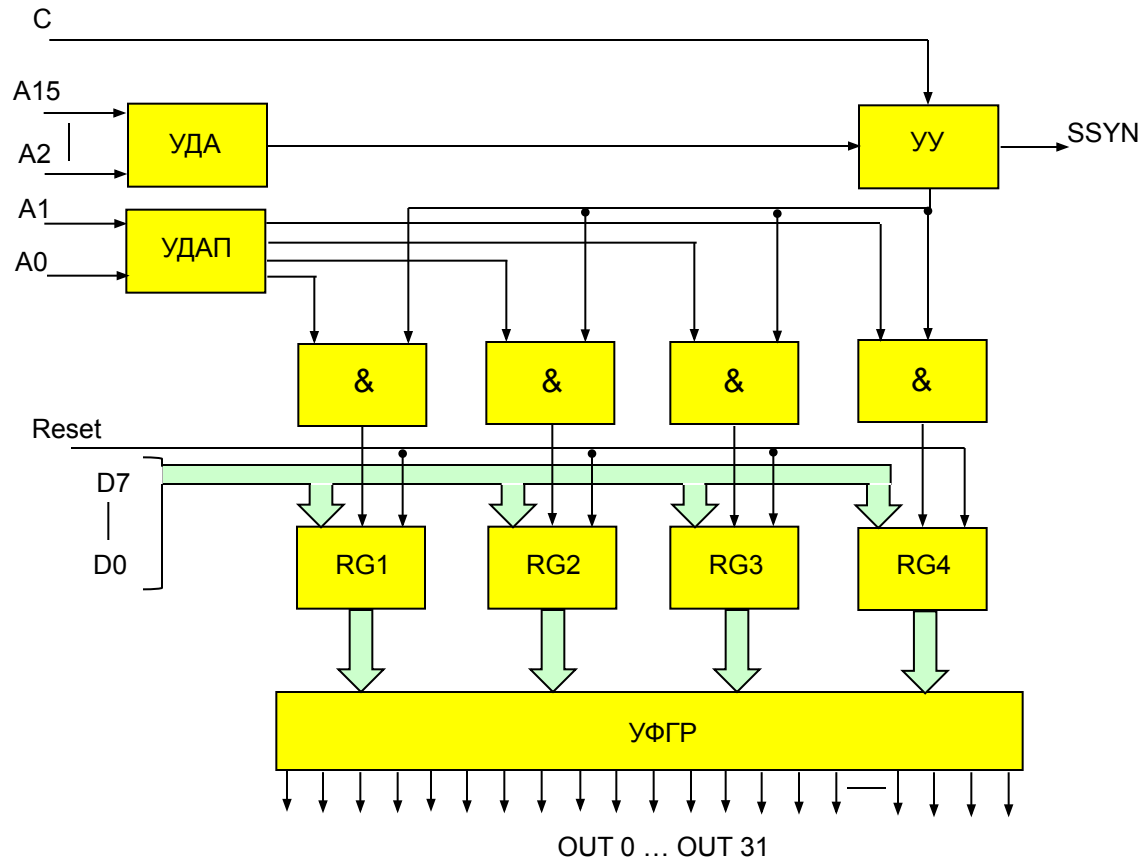 C
A15
УДА
A2
УУ
SSYN
A1
УДАП
A0
&
&
&
&
Reset
D7
D0
RG1
RG2
RG3
RG4
УФГР
OUT 0 … OUT 31